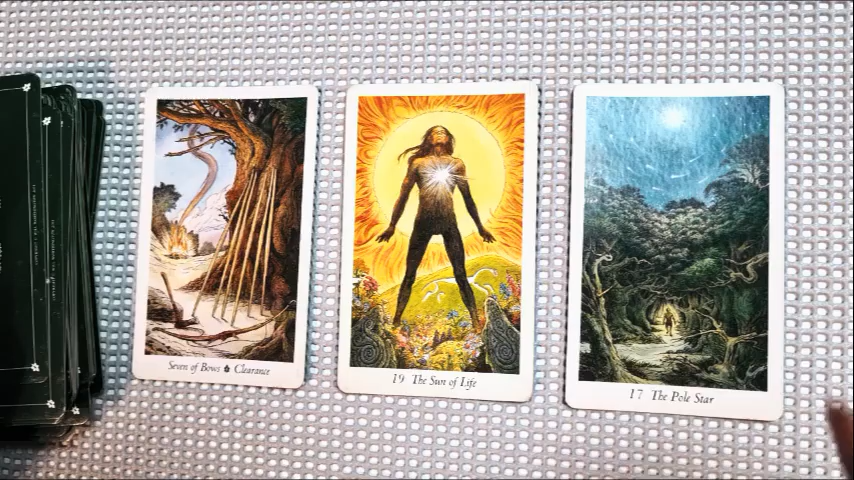 Seven of Bows Clearance
19 The Sun of Life
17 The Pole Star